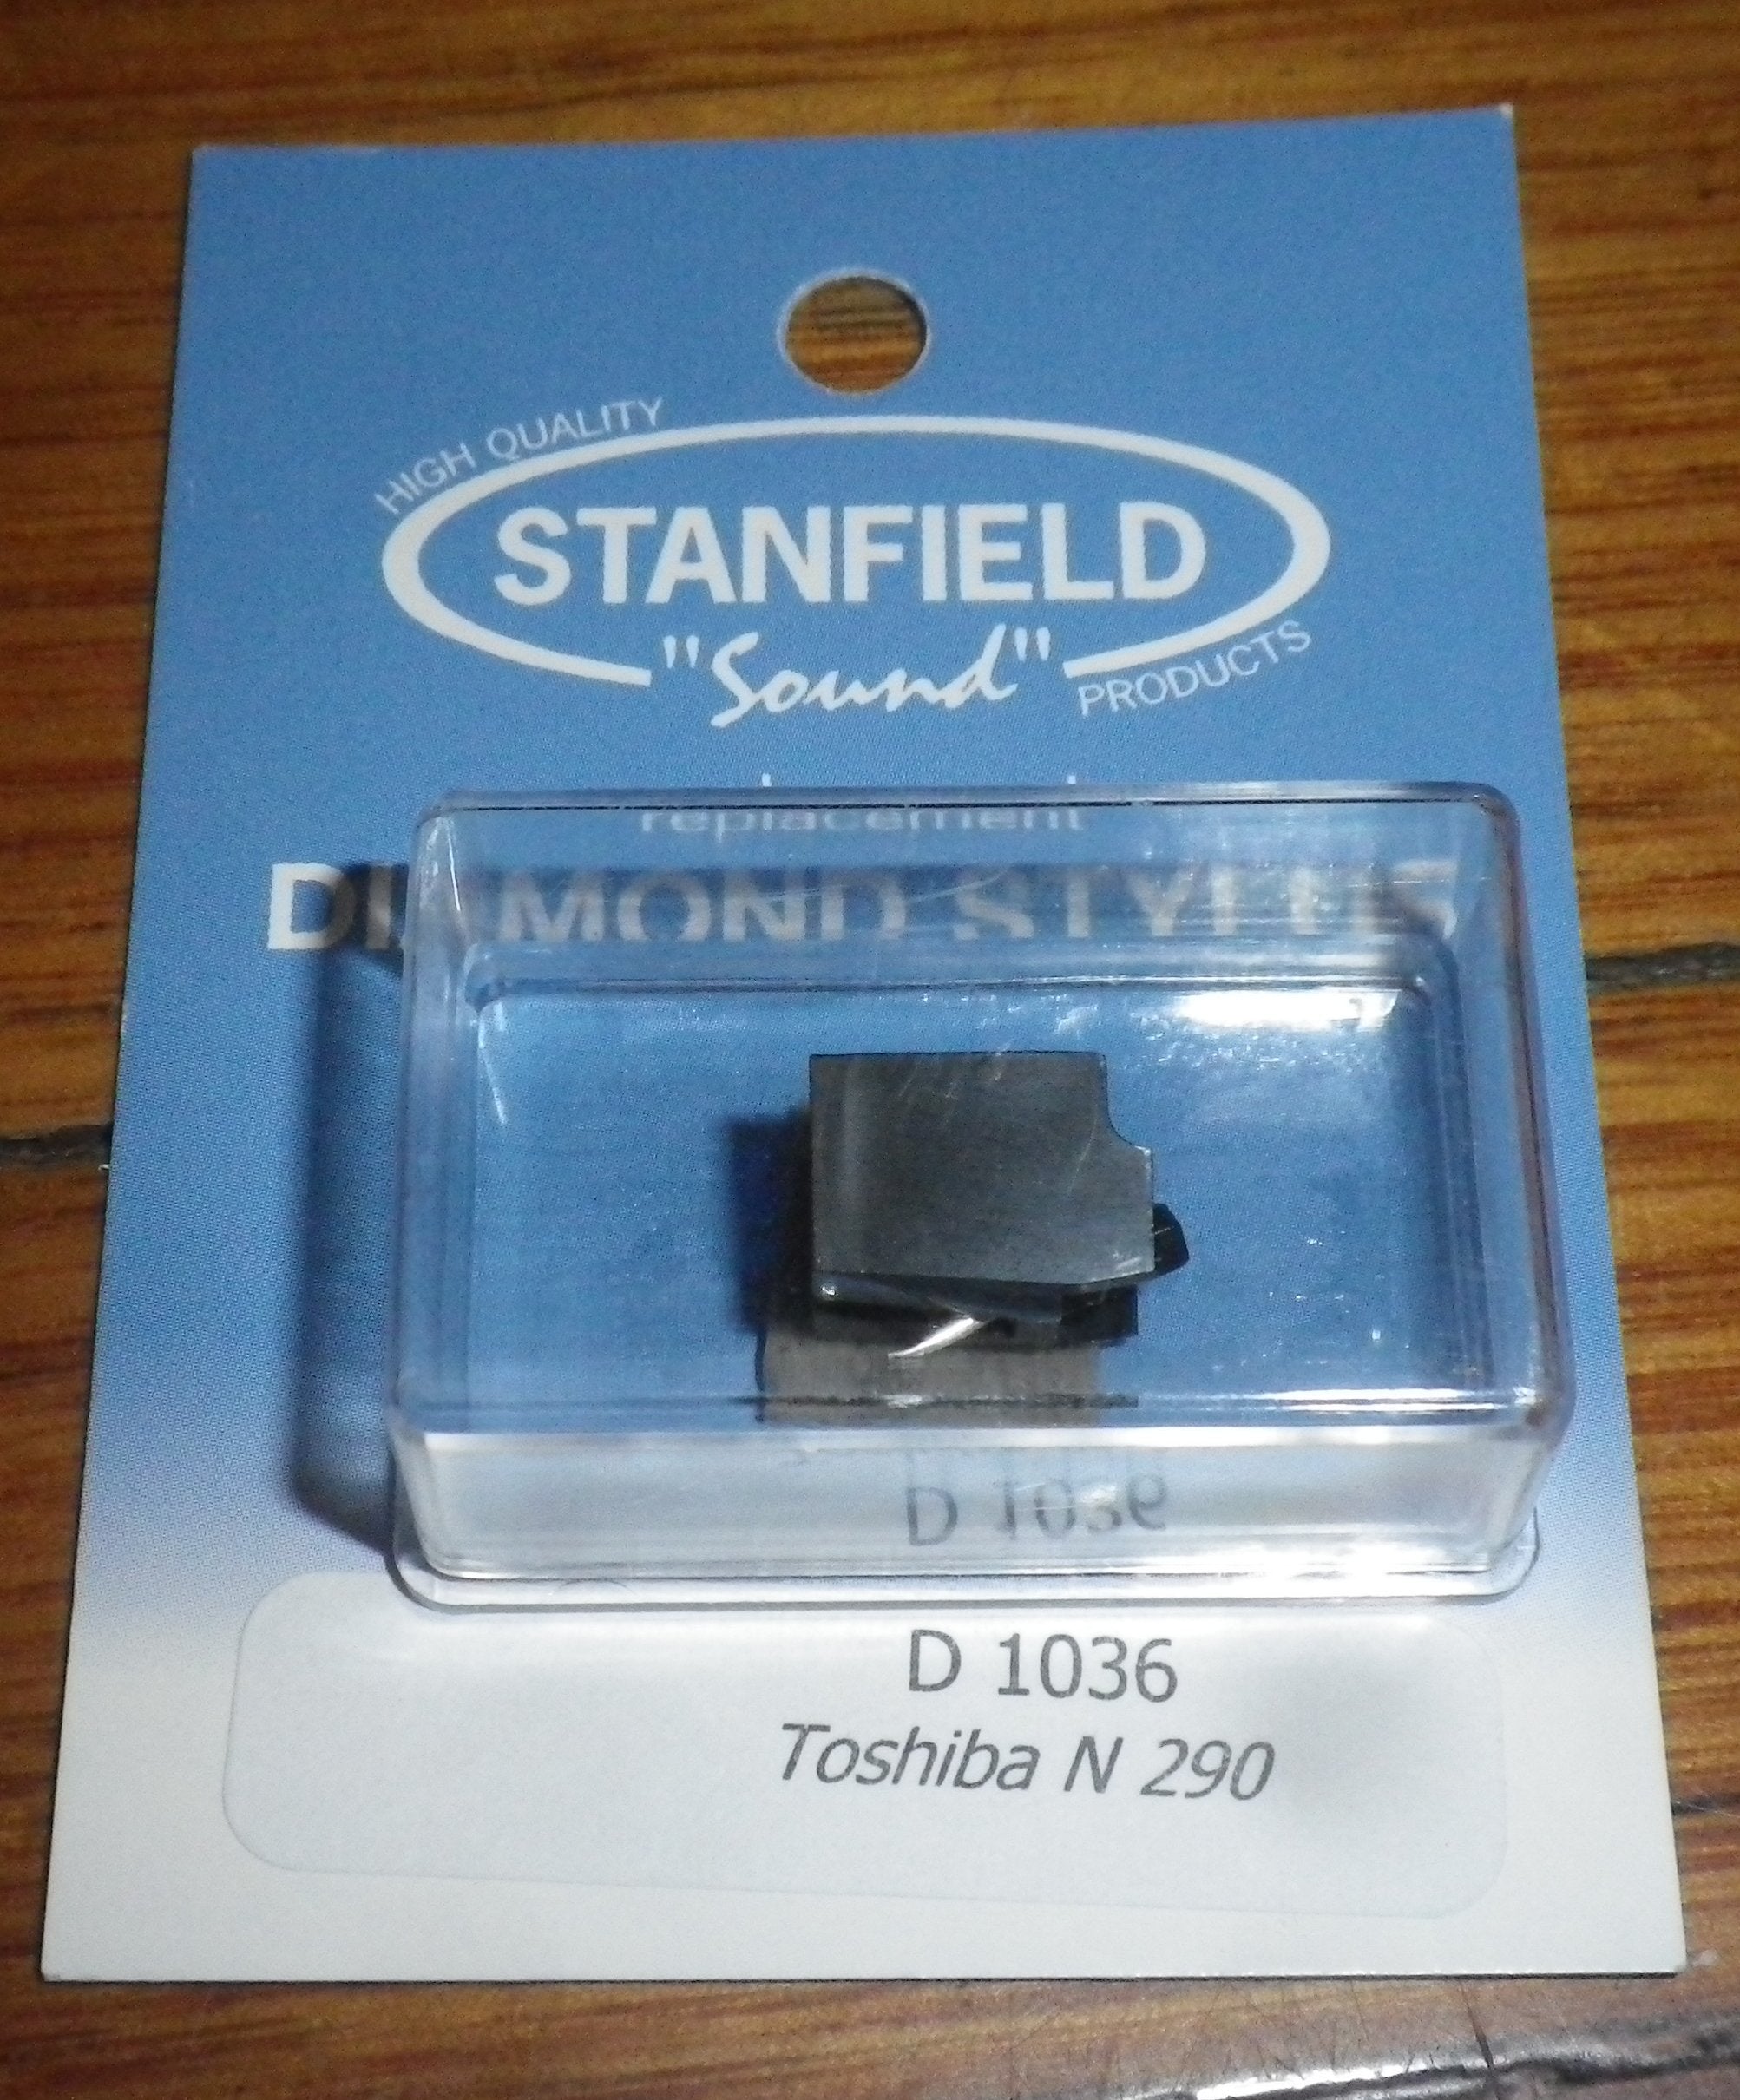 HIGH QUALITY
STANFIELD
"Sound"
PRODUCTS
replacement
DIAMOND STYLUS
D 1036
D 1036
Toshiba N 290